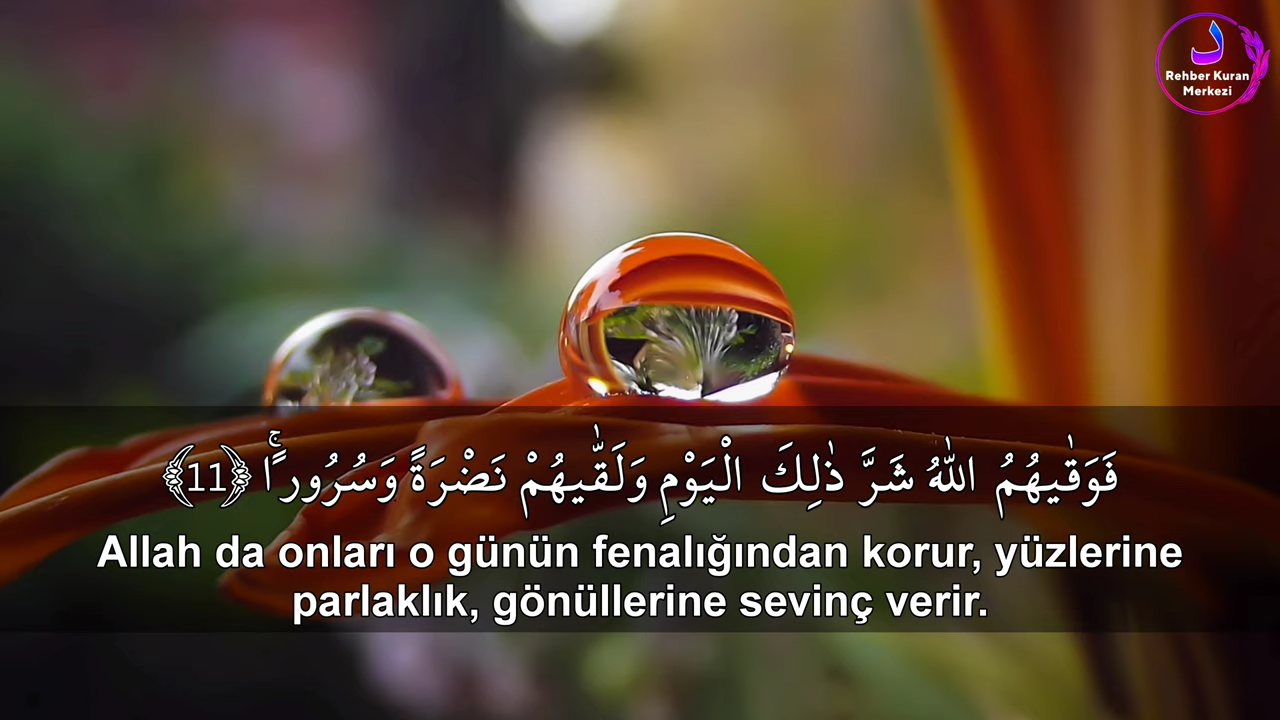 Rehber Kuran
Merkezi
فَوَقٰيهُمُ اللّٰهُ شَرَّ ذٰلِكَ الْيَوْمِ وَلَقّٰيهُمْ نَضْرَةً وَسُرُورًاۚ ﴿11﴾
Allah da onları o günün fenalığından korur, yüzlerine
parlaklık, gönüllerine sevinç verir.